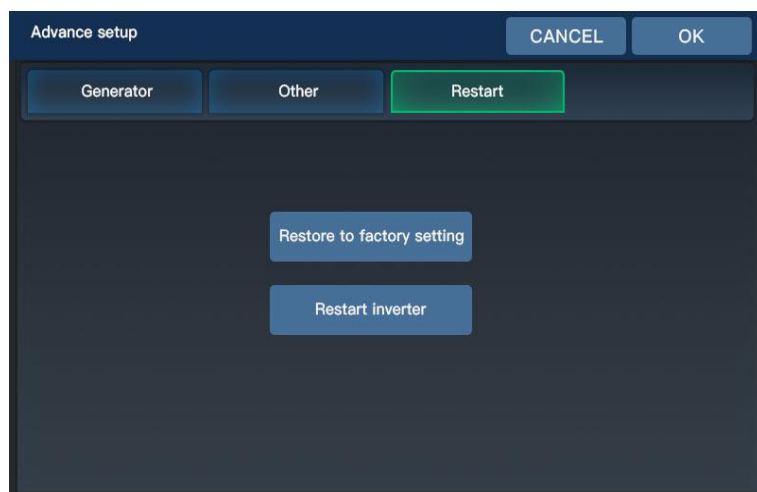 Advance setup
CANCEL
OK
Generator
Other
Restart
Restore to factory setting
Restart inverter